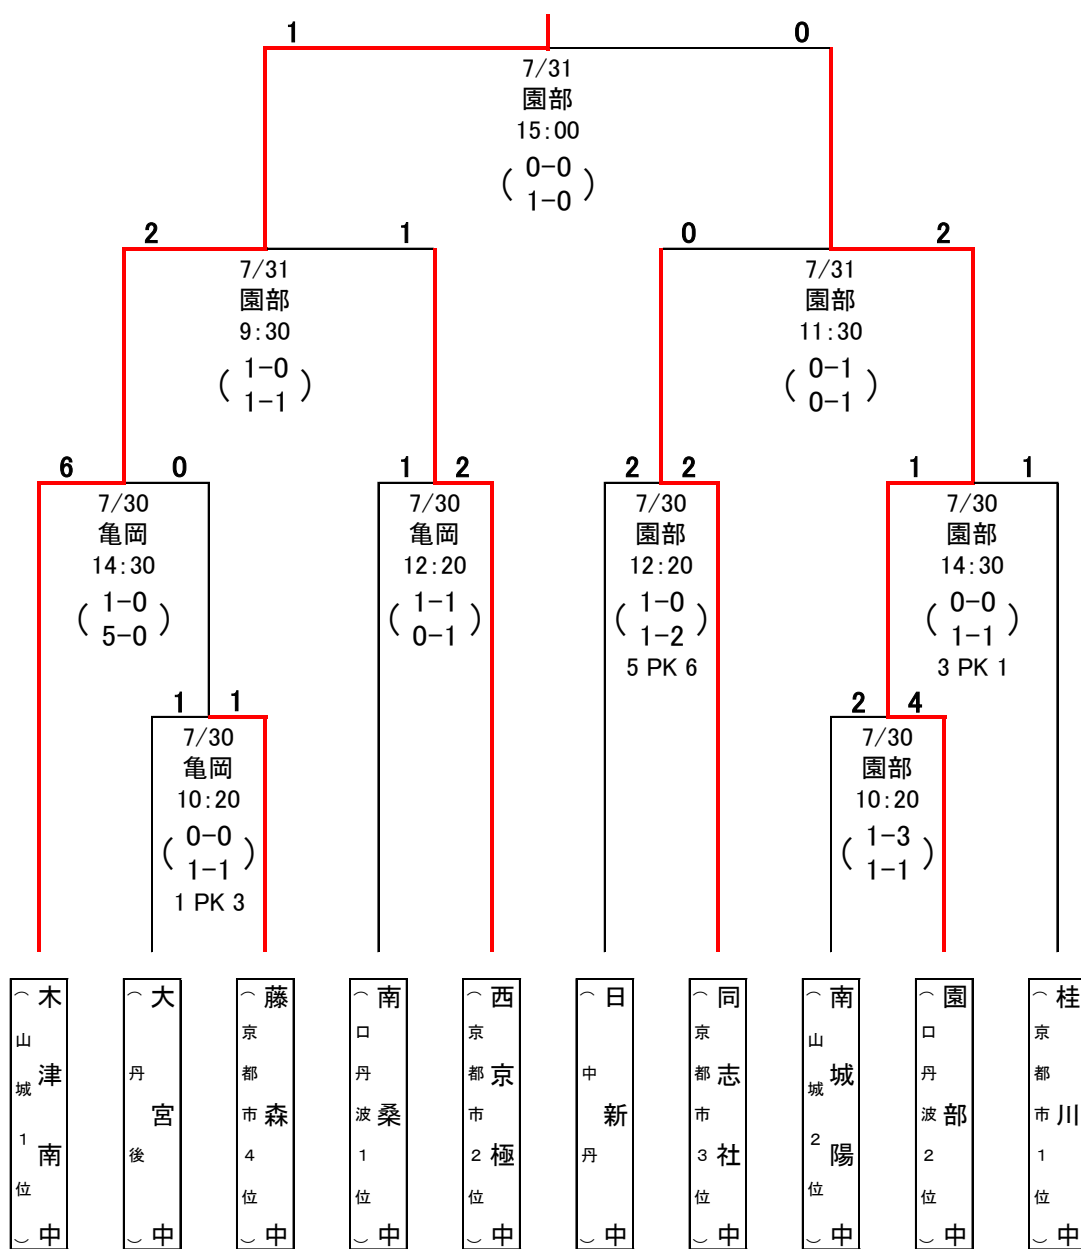 1 0
7/31
園部
15:00
( 0-0
1-0 )
2 1 0 2
7/31
園部
9:30
( 1-0
1-1 )
7/31
園部
11:30
( 0-1
0-1 )
6 0 1 2 2 2 1 1
7/30
亀岡
14:30
( 1-0
5-0 )
7/30
亀岡
12:20
( 1-1
0-1 )
7/30
園部
12:20
( 1-0
1-2 )
5 PK 6
7/30
園部
14:30
( 0-0
1-1 )
3 PK 1
1 1
7/30
亀岡
10:20
( 0-0
1-1 )
1 PK 3
2 4
7/30
園部
10:20
( 1-3
1-1 )
木津南中
(山城1位)
大宮中
(丹後)
藤森中
(京都市4位)
南桑中
(口丹波1位)
西京極中
(京都市2位)
日新中
(中丹)
同志社中
(京都市3位)
南城陽中
(山城2位)
園部中
(口丹波2位)
桂川中
(京都市1位)